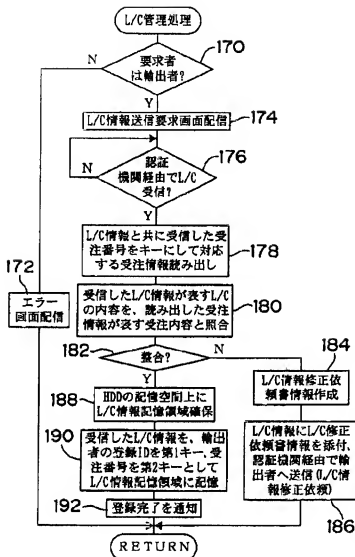 L/C管理処理
170
要求者
は輸出者?
N
Y
L/C情報送信要求画面配信
174
認証
機関経由でL/C
受信?
176
N
Y
L/C情報と共に受信した受
注番号をキーにして対応
する受注情報読み出し
178
172
エラー
画面配信
受信したL/C情報が表すL/C
の内容を、読み出した受注
情報が表す受注内容と照合
180
182
整合?
N
Y
184
L/C情報修正
依頼書情報作成
188
HDDの記憶空間上に
L/C情報記憶領域確保
190
受信したL/C情報を、輸出
者の登録IDを第1キー、受
注番号を第2キーとして
L/C情報記憶領域に記憶
L/C情報にL/C修正
依頼書情報を添付、
認証機関経由で輸
出者へ送信(L/C情
報修正依頼)
186
192
登録完了を通知
RETURN